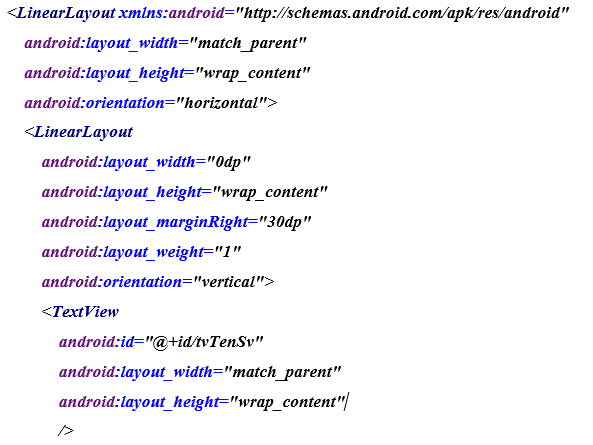 <LinearLayout xmlns:android="http://schemas.android.com/apk/res/android"
android:layout_width="match_parent"
android:layout_height="wrap_content"
android:orientation="horizontal">
<LinearLayout
android:layout_width="0dp"
android:layout_height="wrap_content"
android:layout_marginRight="30dp"
android:layout_weight="1"
android:orientation="vertical">
<TextView
android:id="@+id/tvTenSv"
android:layout_width="match_parent"
android:layout_height="wrap_content"
/>